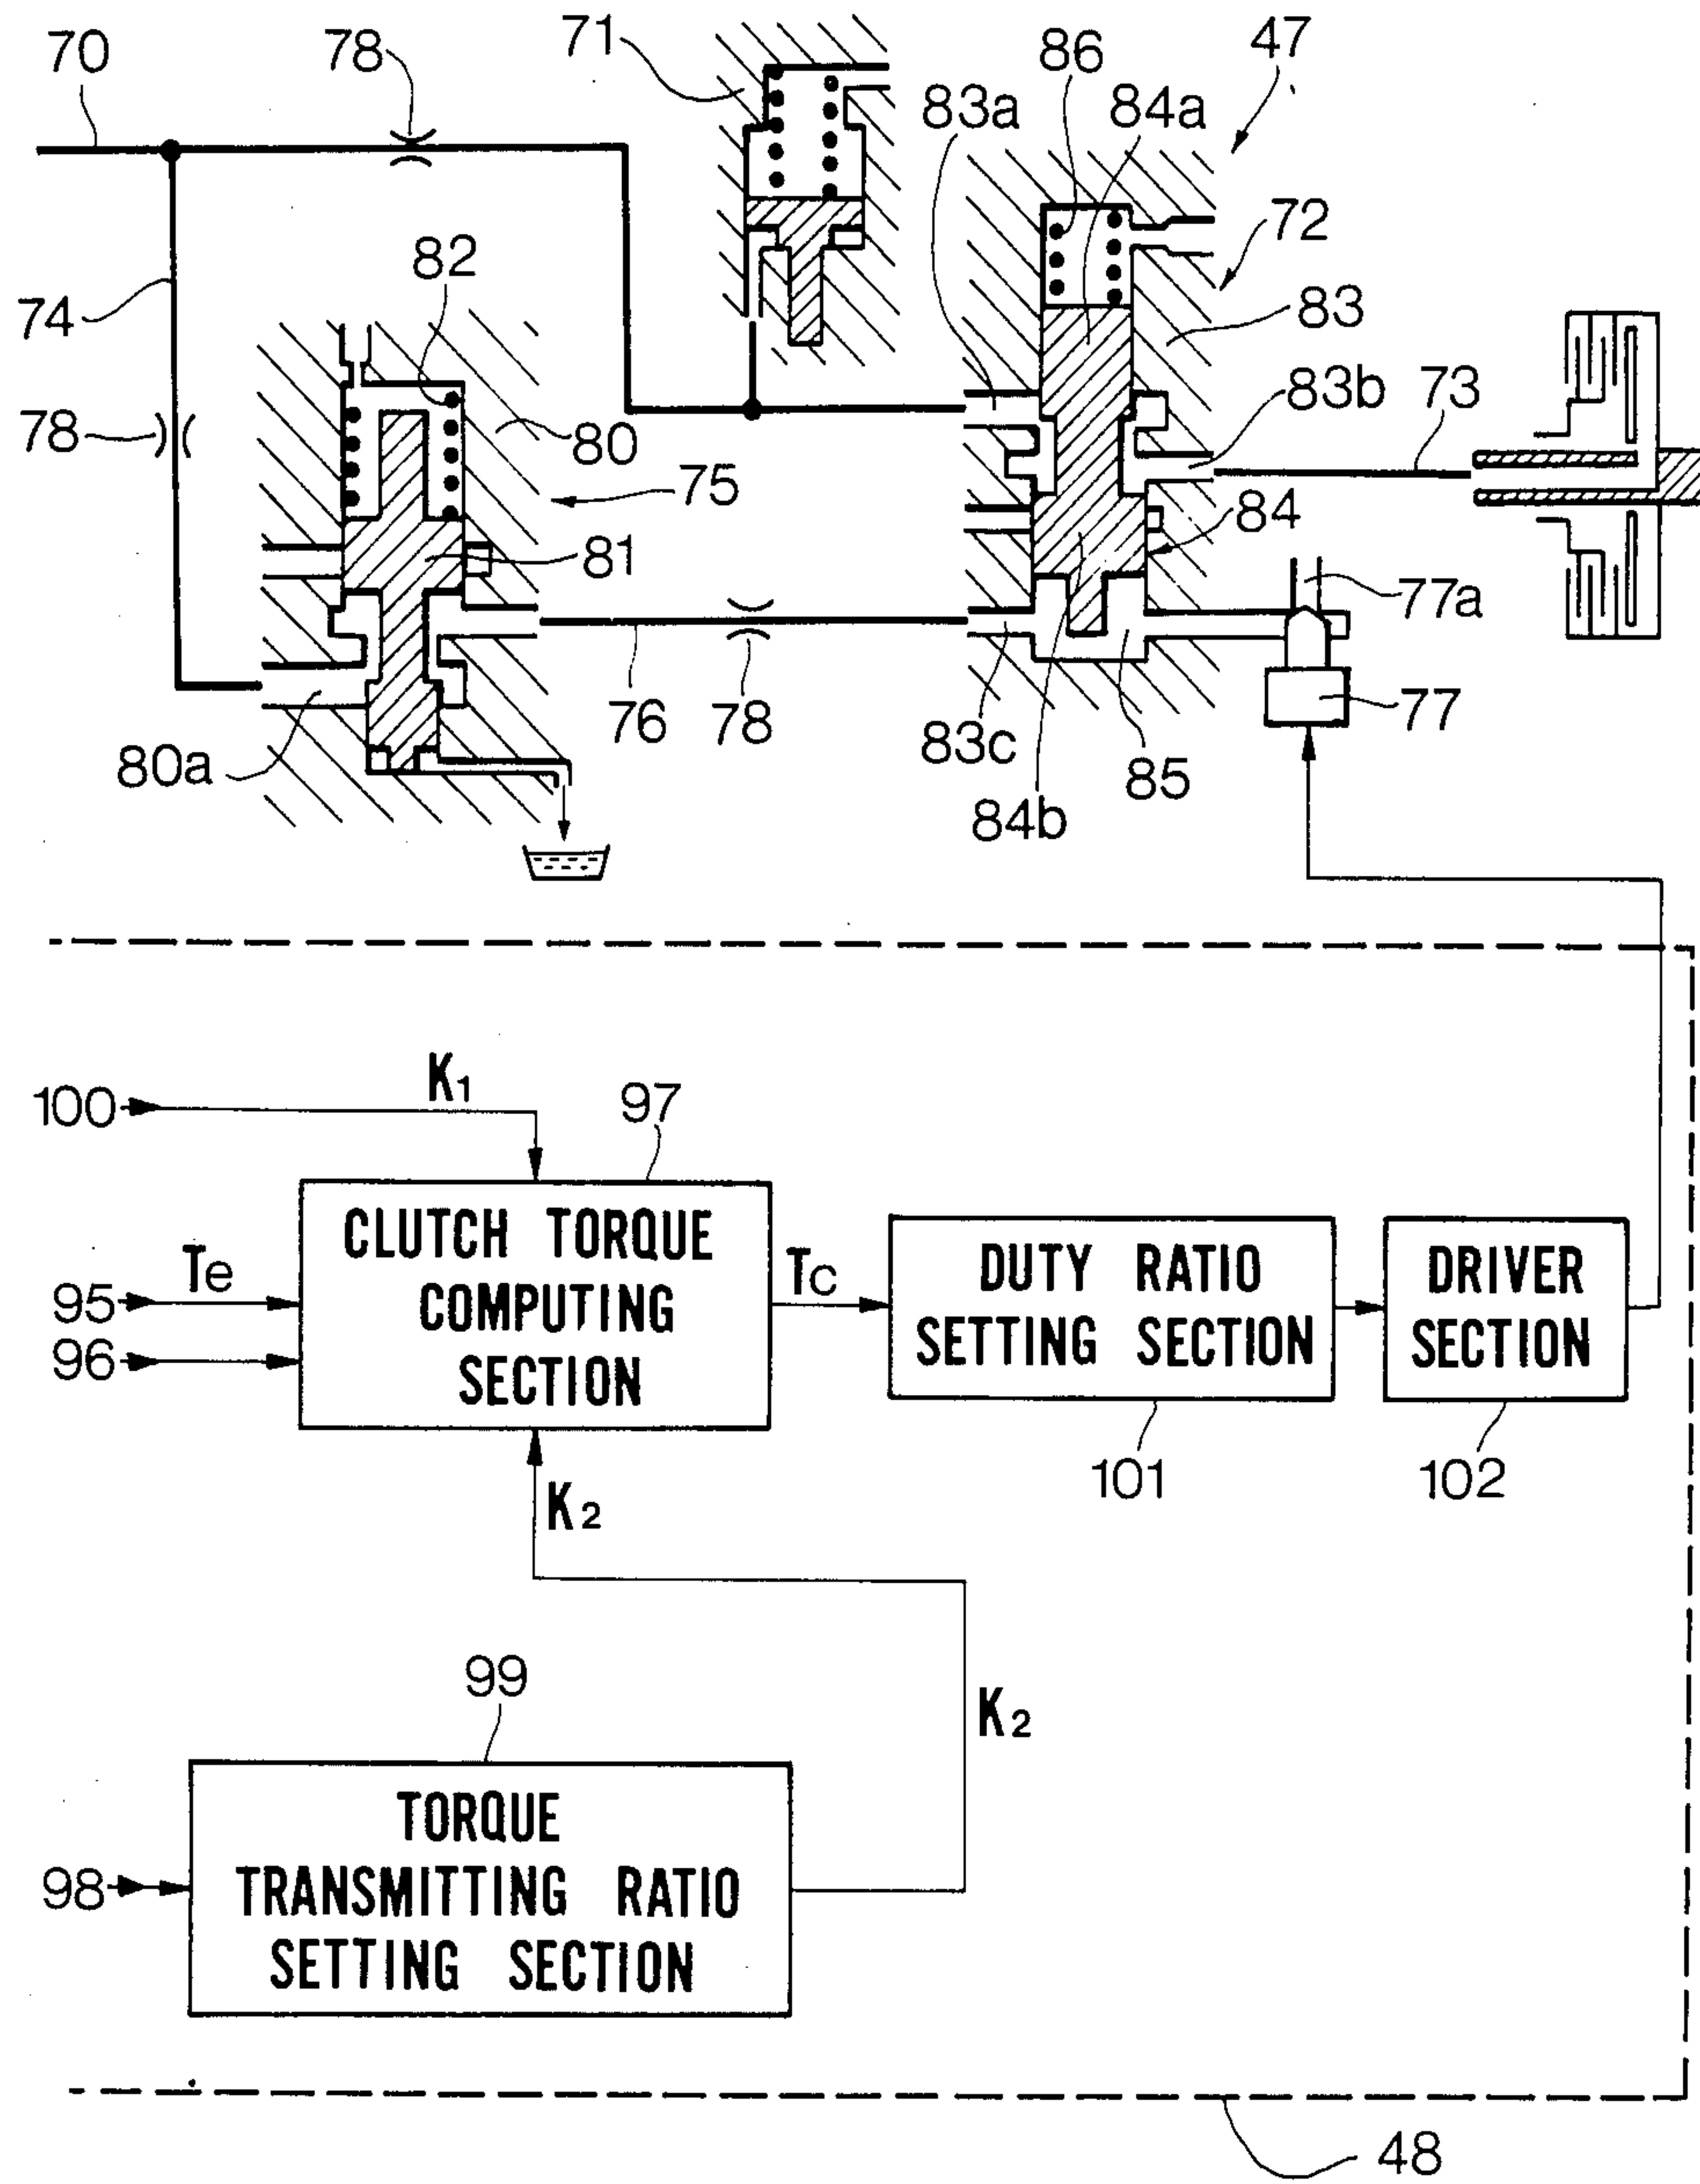 70
78
71
86
47
83a
84a
72
82
74
83
83b
73
78
80
75
84
81
77a
76
78
77
83c
80a
85
84b
K1
97
100
CLUTCH TORQUE
COMPUTING
SECTION
Te
Tc
DUTY RATIO
SETTING SECTION
DRIVER
SECTION
95
96
101
102
K2
99
K2
TORQUE
TRANSMITTING RATIO
SETTING SECTION
98
48